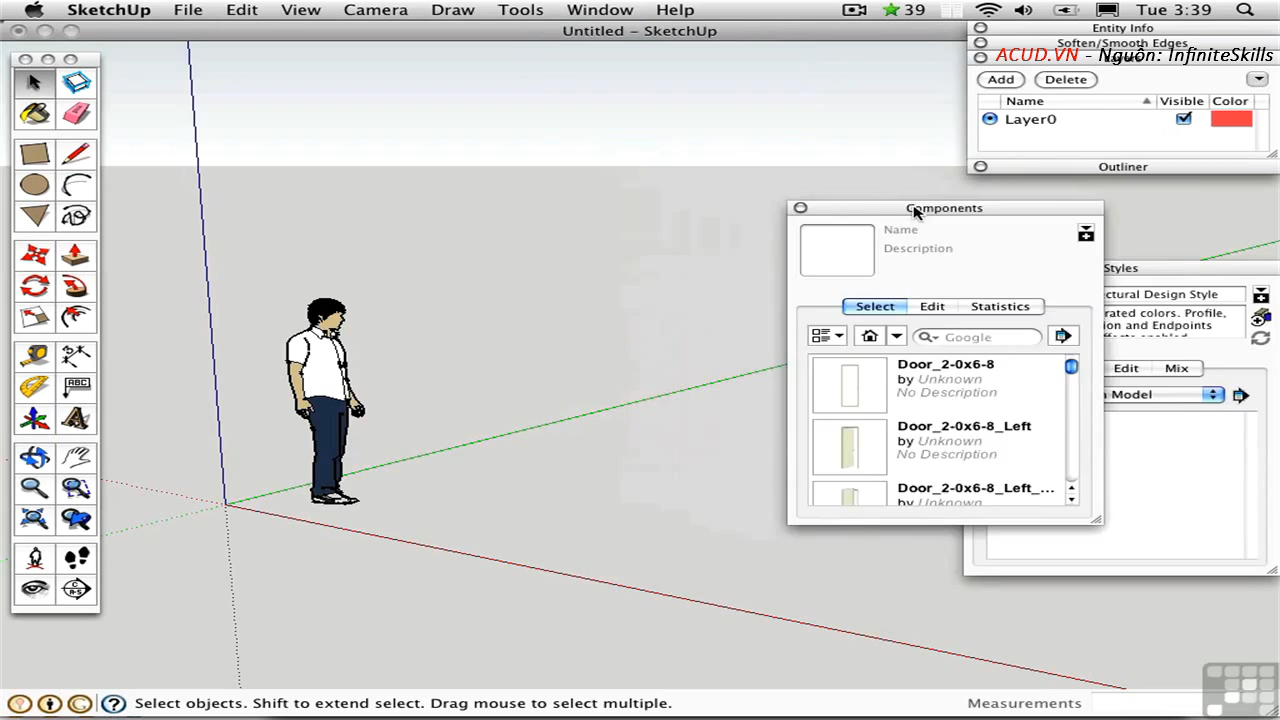 SketchUp File Edit View Camera Draw Tools Window Help 39 Tue 3:39
Untitled – SketchUp
Entity Info
Soften/Smooth Edges
ACUD.VN - Nguồn: InfiniteSkills
Add Delete
Name Visible Color
Layer0
Outliner
Components
Name
Description
Select Edit Statistics
Google
Door_2-0x6-8
by Unknown
No Description
Door_2-0x6-8_Left
by Unknown
No Description
Door_2-0x6-8_Left_...
by Unknown
Styles
ctural Design Style
rated colors. Profile,
on and Endpoints
Edit Mix
Model
ABC
Select objects. Shift to extend select. Drag mouse to select multiple.
Measurements